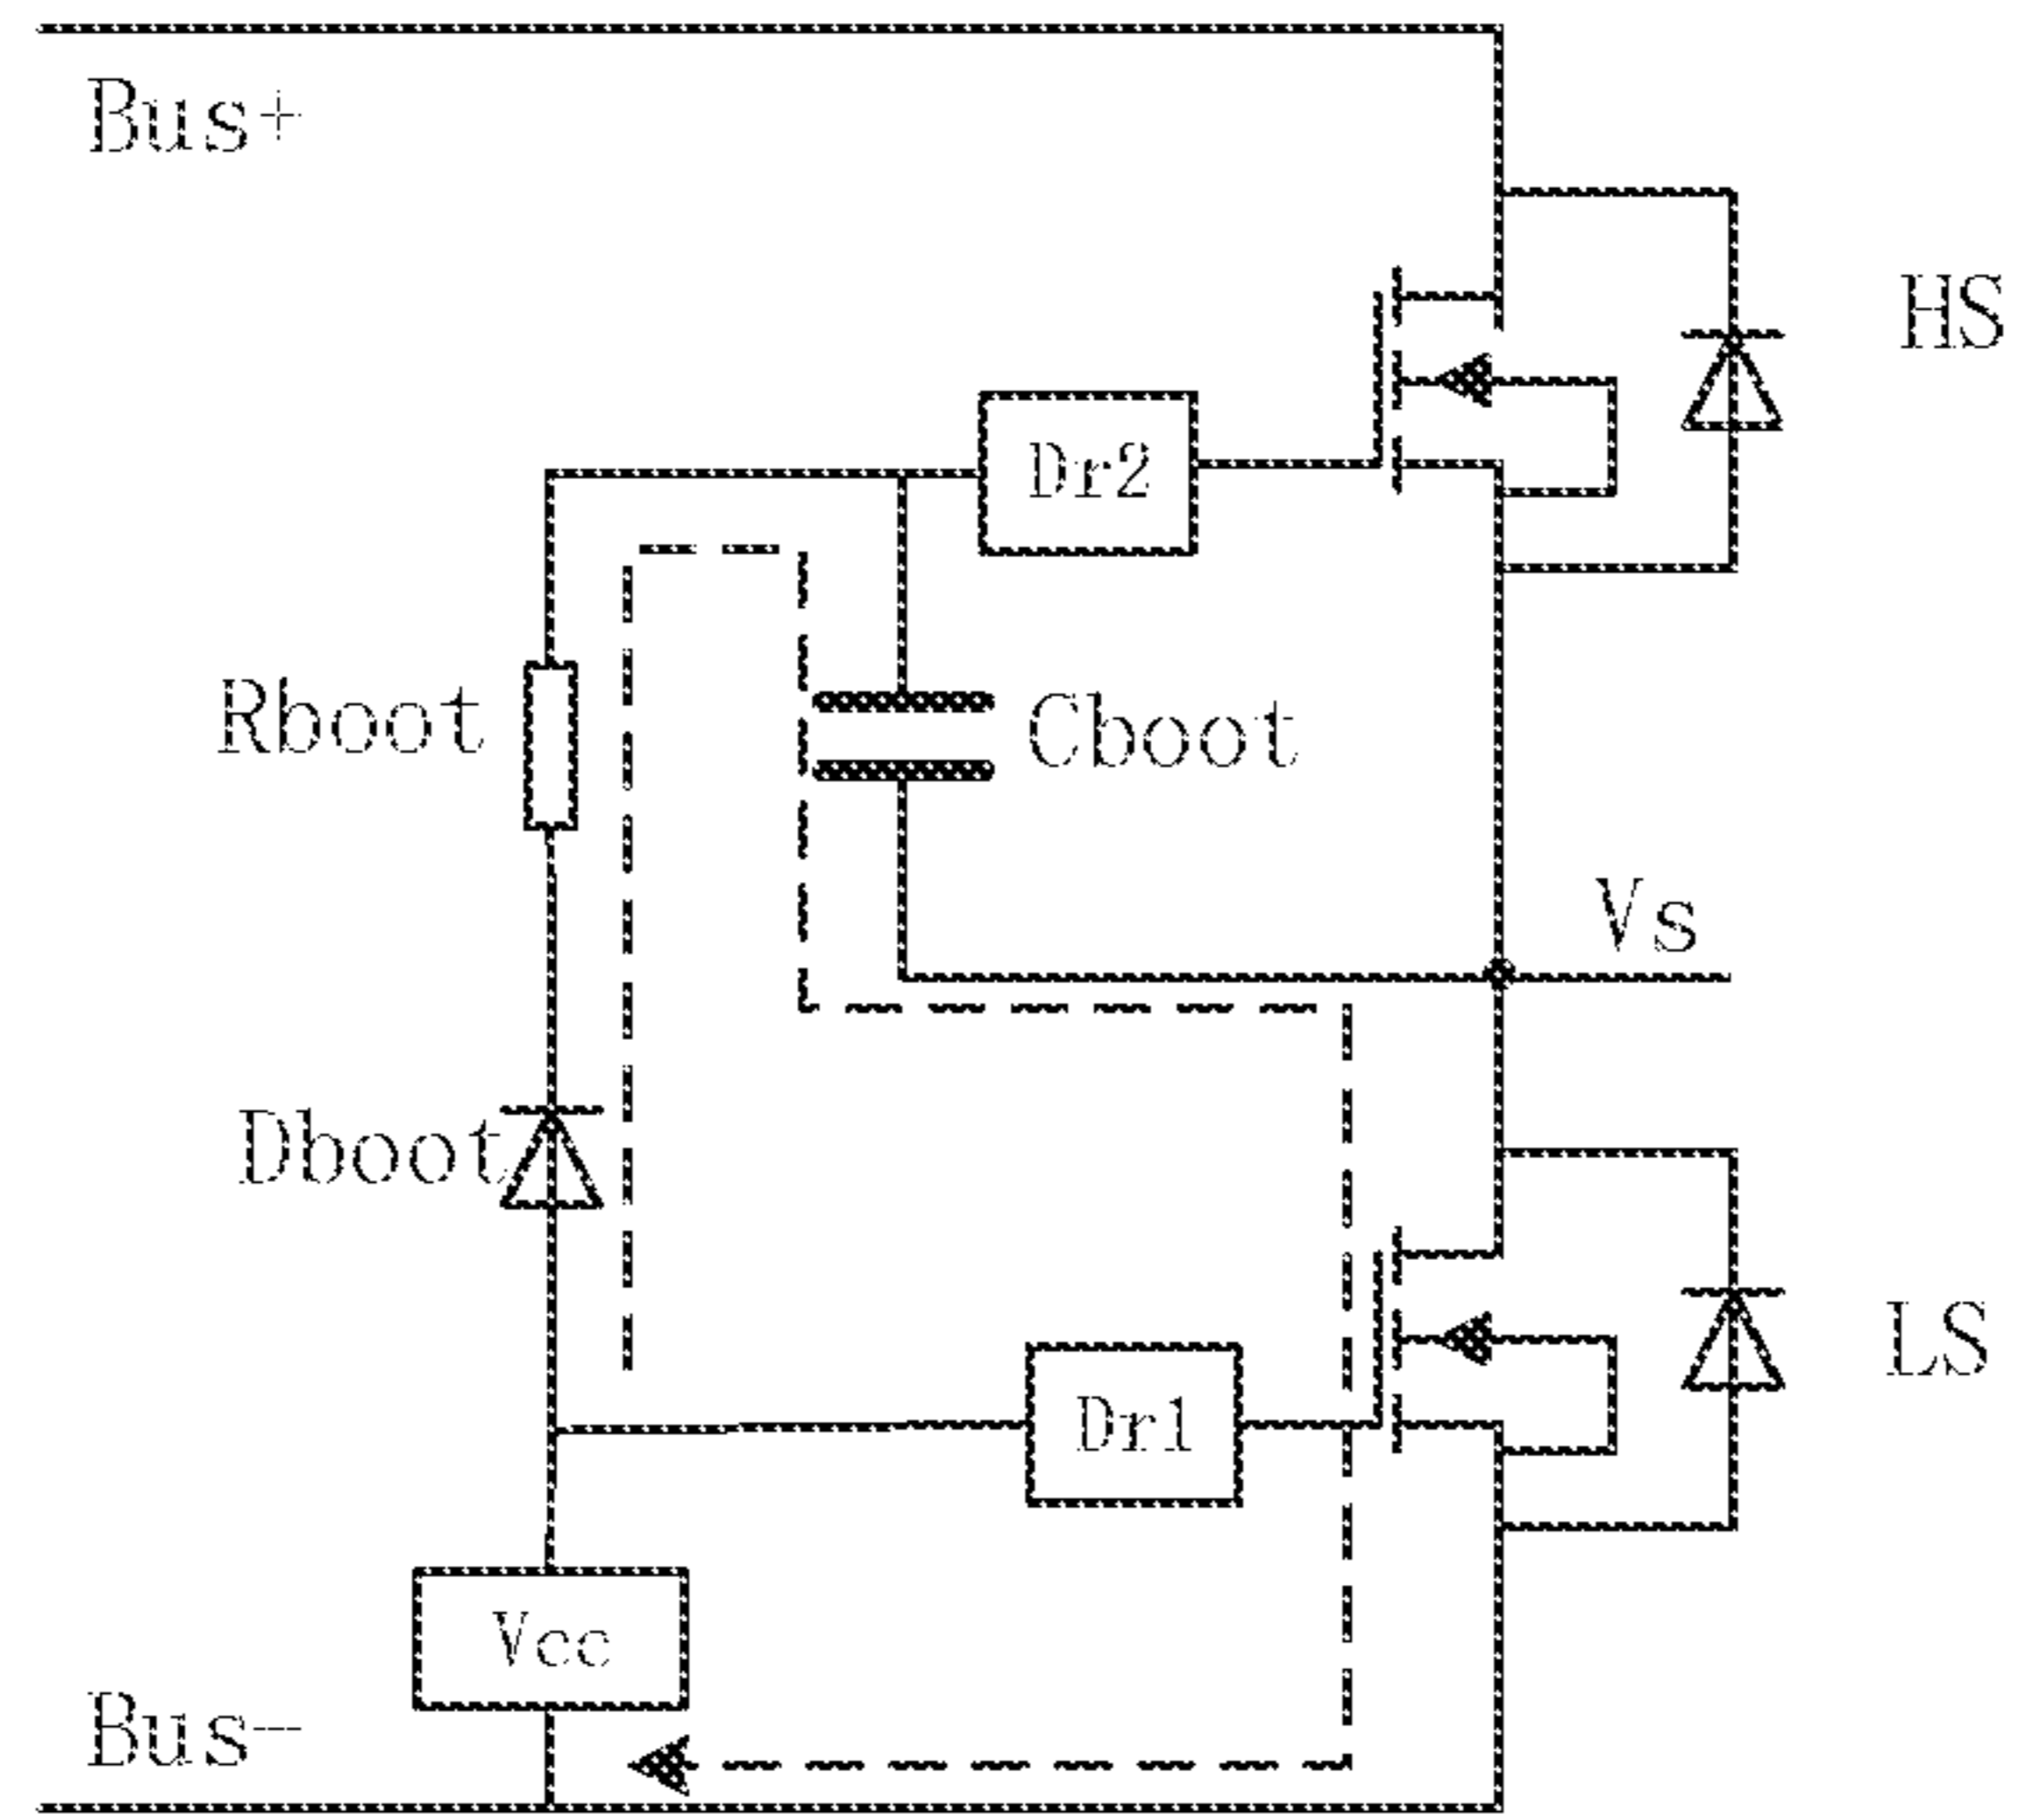 Bus+
HS
Dr2
Rboot
Cboot
Vs
Dboot
LS
Dr1
Vcc
Bus-